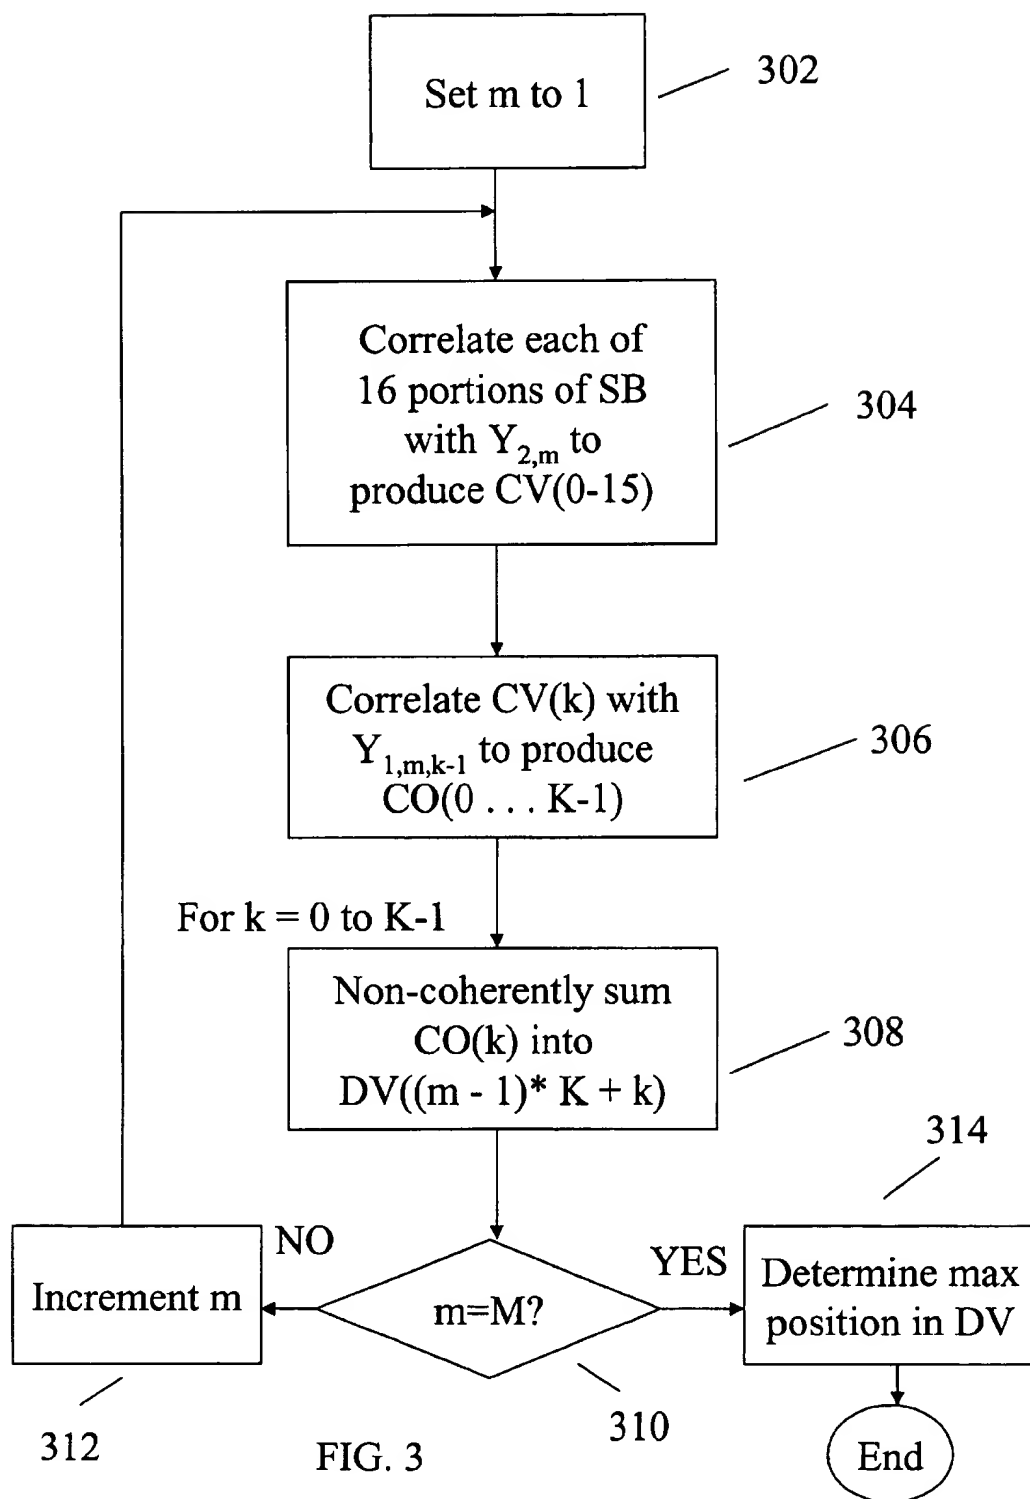 Set m to 1
302
Correlate each of
16 portions of SB
with Y2,m to
produce CV(0-15)
304
Correlate CV(k) with
Y1,m,k-1 to produce
CO(0 . . . K-1)
306
For k = 0 to K-1
Non-coherently sum
CO(k) into
DV((m - 1)* K + k)
308
314
NO
YES
Increment m
m=M?
Determine max
position in DV
312
310
FIG. 3
End